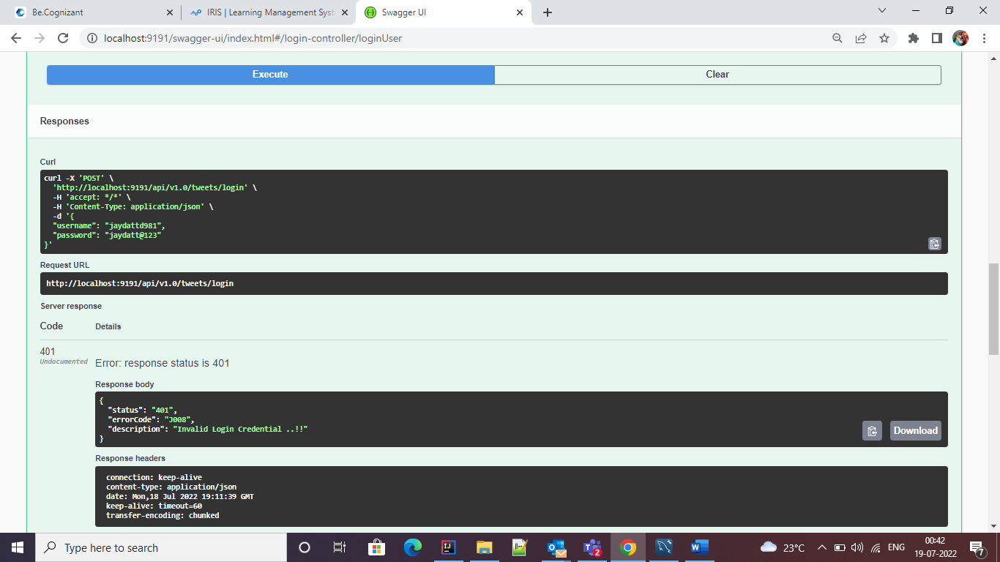 Be.Cognizant
IRIS | Learning Management Syst
Swagger UI
localhost:9191/swagger-ui/index.html#/login-controller/loginUser
Execute
Clear
Responses
Curl
curl -X 'POST' \
'http://localhost:9191/api/v1.0/tweets/login' \
-H 'accept: */*' \
-H 'Content-Type: application/json' \
-d '{
"username": "jaydattd981",
"password": "jaydatt@123"
}'
Request URL
http://localhost:9191/api/v1.0/tweets/login
Server response
Code
Details
401
Undocumented
Error: response status is 401
Response body
{
"status": "401",
"errorCode": "J008",
"description": "Invalid Login Credential ..!!"
}
Download
Response headers
connection: keep-alive
content-type: application/json
date: Mon,18 Jul 2022 19:11:39 GMT
keep-alive: timeout=60
transfer-encoding: chunked
Type here to search
23°C
ENG
00:42
19-07-2022
7
2